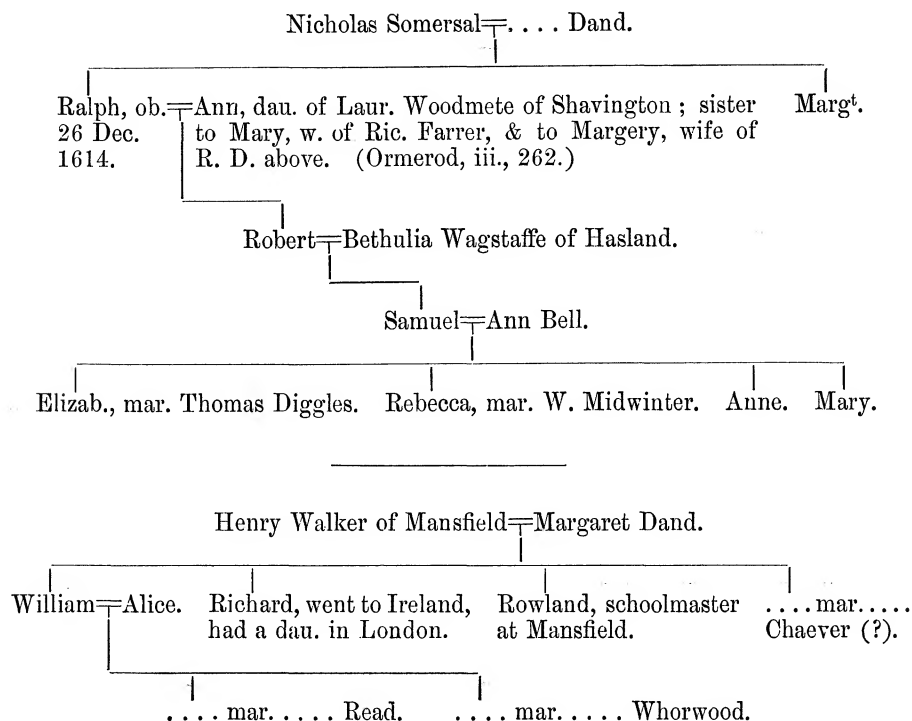 Nicholas Somersal=. . . . Dand.
Ralph, ob.=Ann, dau. of Laur. Woodmete of Shavington ; sister
26 Dec. to Mary, w. of Ric. Farrer, & to Margery, wife of
1614. R. D. above. (Ormerod, iii., 262.)
Margt.
Robert=Bethulia Wagstaffe of Hasland.
Samuel=Ann Bell.
Elizab., mar. Thomas Diggles. Rebecca, mar. W. Midwinter. Anne. Mary.
Henry Walker of Mansfield=Margaret Dand.
William=Alice.
Richard, went to Ireland,
had a dau. in London.
Rowland, schoolmaster
at Mansfield.
. . . . mar. . . . .
Chaever (?).
. . . . mar. . . . . Read. . . . . mar. . . . . Whorwood.